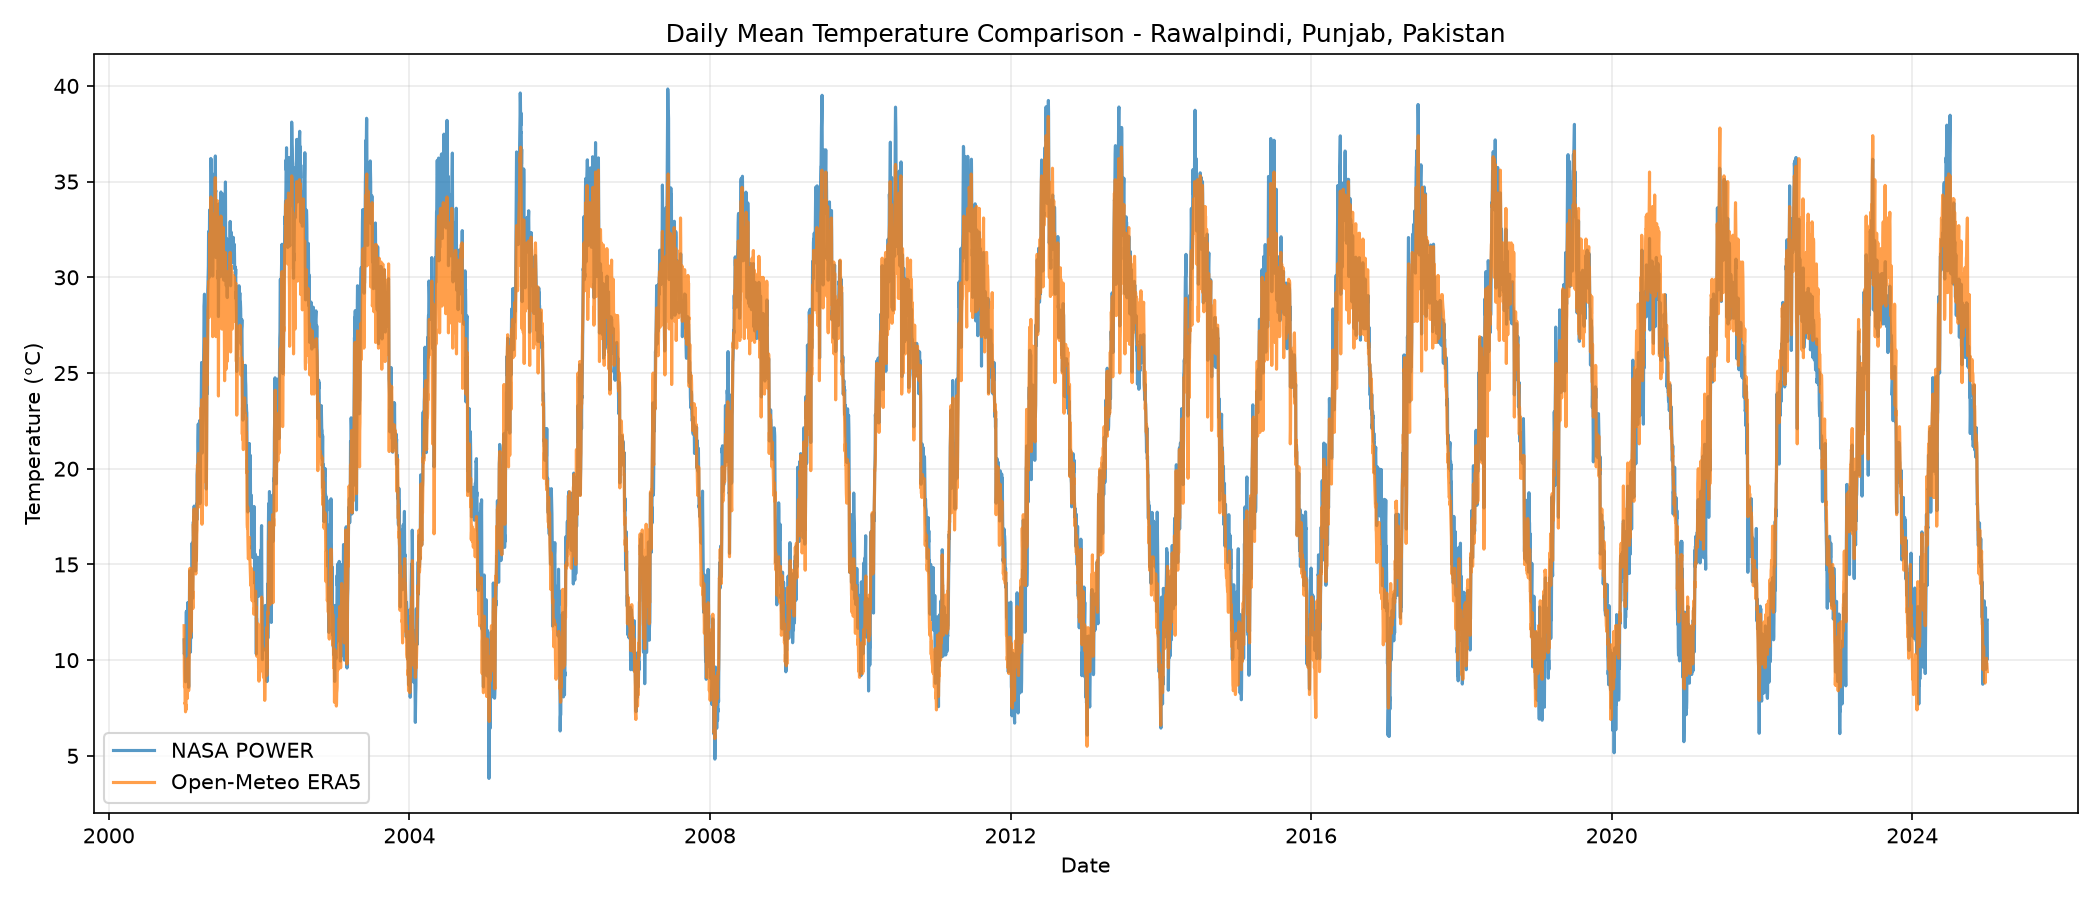 Daily Mean Temperature Comparison - Rawalpindi, Punjab, Pakistan
Temperature (°C)
40
35
30
25
20
15
10
5
NASA POWER
Open-Meteo ERA5
2000 2004 2008 2012 2016 2020 2024
Date